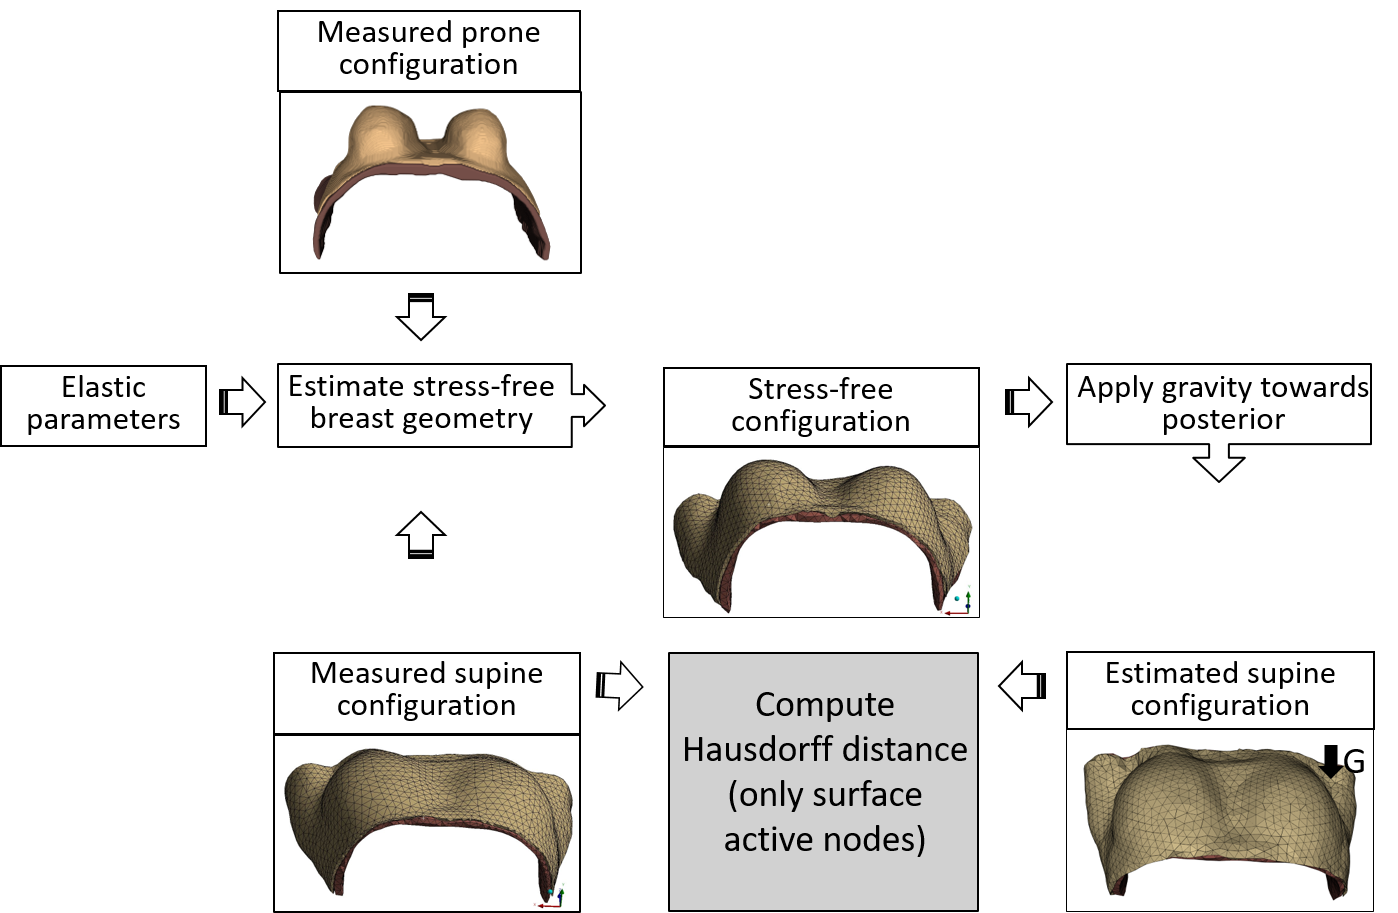 Measured prone
configuration
Elastic
parameters
Estimate stress-free
breast geometry
Stress-free
configuration
Apply gravity towards
posterior
Measured supine
configuration
Compute
Hausdorff distance
(only surface
active nodes)
Estimated supine
configuration
G